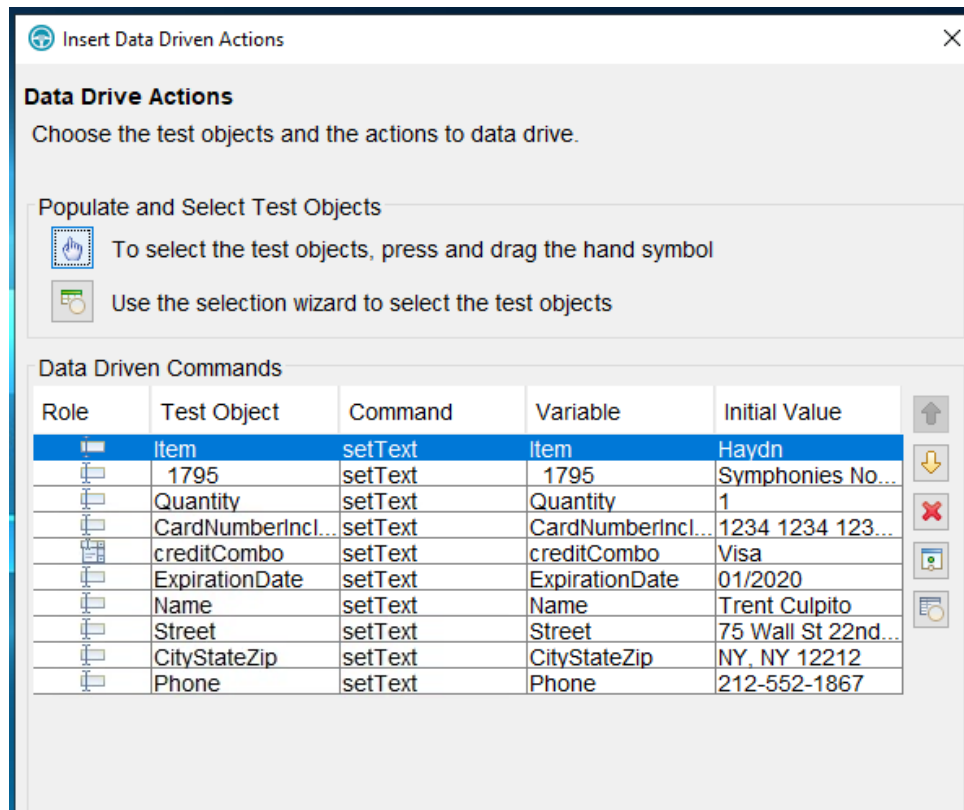 Insert Data Driven Actions
Data Drive Actions
Choose the test objects and the actions to data drive.
Populate and Select Test Objects
To select the test objects, press and drag the hand symbol
Use the selection wizard to select the test objects
Data Driven Commands
Role Test Object Command Variable Initial Value
Item setText Item Haydn
1795 setText 1795 Symphonies No...
Quantity setText Quantity 1
CardNumberIncl... setText CardNumberIncl... 1234 1234 123...
creditCombo setText creditCombo Visa
ExpirationDate setText ExpirationDate 01/2020
Name setText Name Trent Culpito
Street setText Street 75 Wall St 22nd...
CityStateZip setText CityStateZip NY, NY 12212
Phone setText Phone 212-552-1867